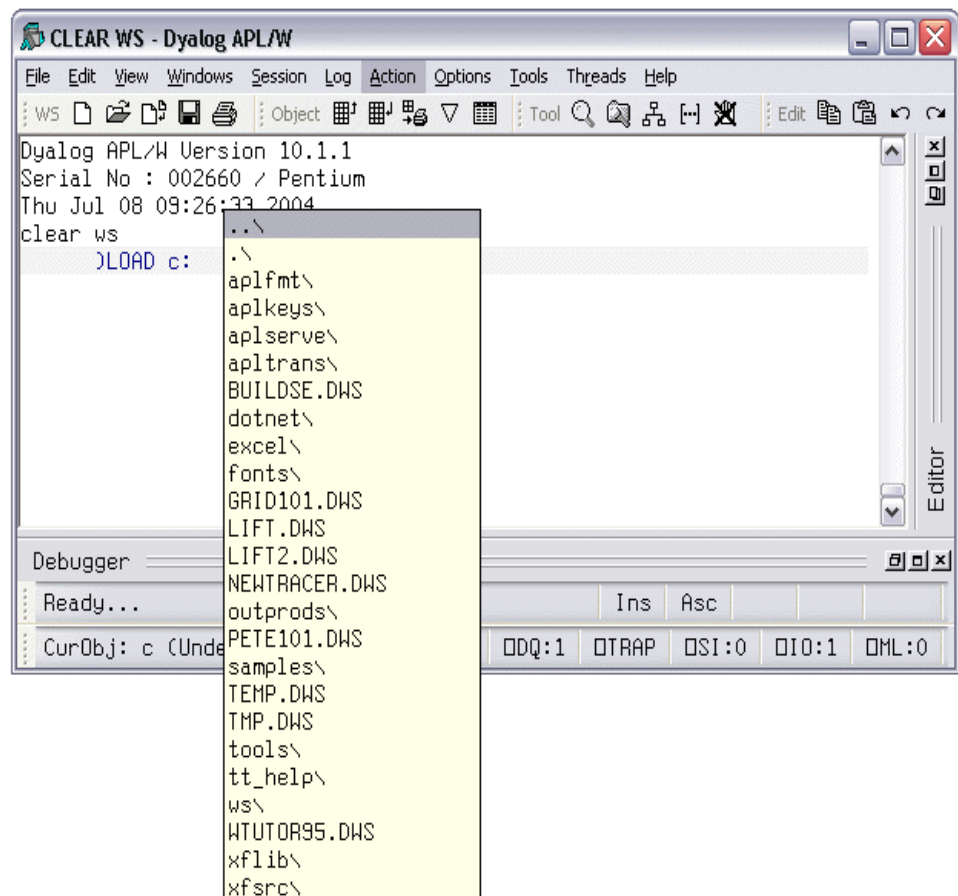 CLEAR WS - Dyalog APL/W
File Edit View Windows Session Log Action Options Tools Threads Help
WS Object Tool Edit
Dyalog APL/W Version 10.1.1
Serial No : 002660 / Pentium
Thu Jul 08 09:26:33 2004
clear ws
)LOAD c:
..\
.\
aplfmt\
aplkeys\
aplserve\
apltrans\
BUILDSE.DWS
dotnet\
excel\
fonts\
GRID101.DWS
LIFT.DWS
LIFT2.DWS
NEWTRACER.DWS
outprods\
PETE101.DWS
samples\
TEMP.DWS
TMP.DWS
tools\
tt_help\
ws\
WTUTOR95.DWS
xflib\
xfsrc\
Editor
Debugger
Ready... Ins Asc
CurObj: c (Unde ⎕DQ:1 ⎕TRAP ⎕SI:0 ⎕IO:1 ⎕ML:0